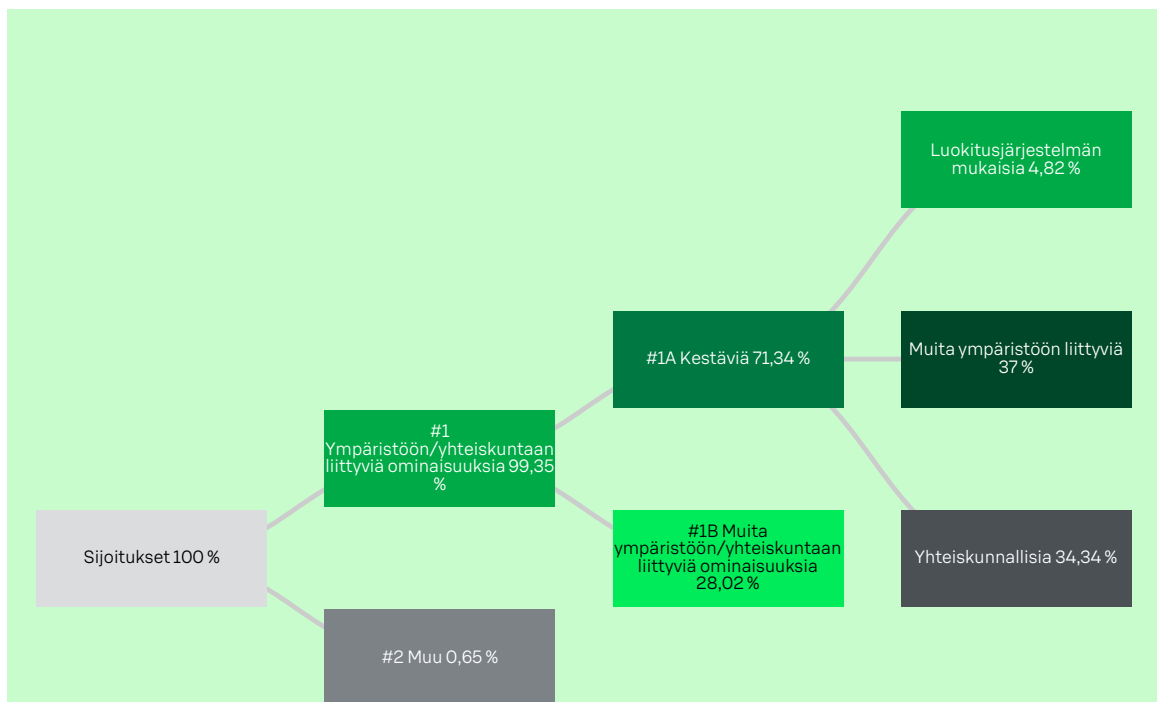 Luokitusjärjestelmän
mukaisia 4,82 %
#1A Kestäviä 71,34 %
Muita ympäristöön liittyviä
37 %
#1
Ympäristöön/yhteiskuntaan
liittyviä ominaisuuksia 99,35
%
Sijoitukset 100 %
#1B Muita
ympäristöön/yhteiskuntaan
liittyviä ominaisuuksia
28,02 %
Yhteiskunnallisia 34,34 %
#2 Muu 0,65 %